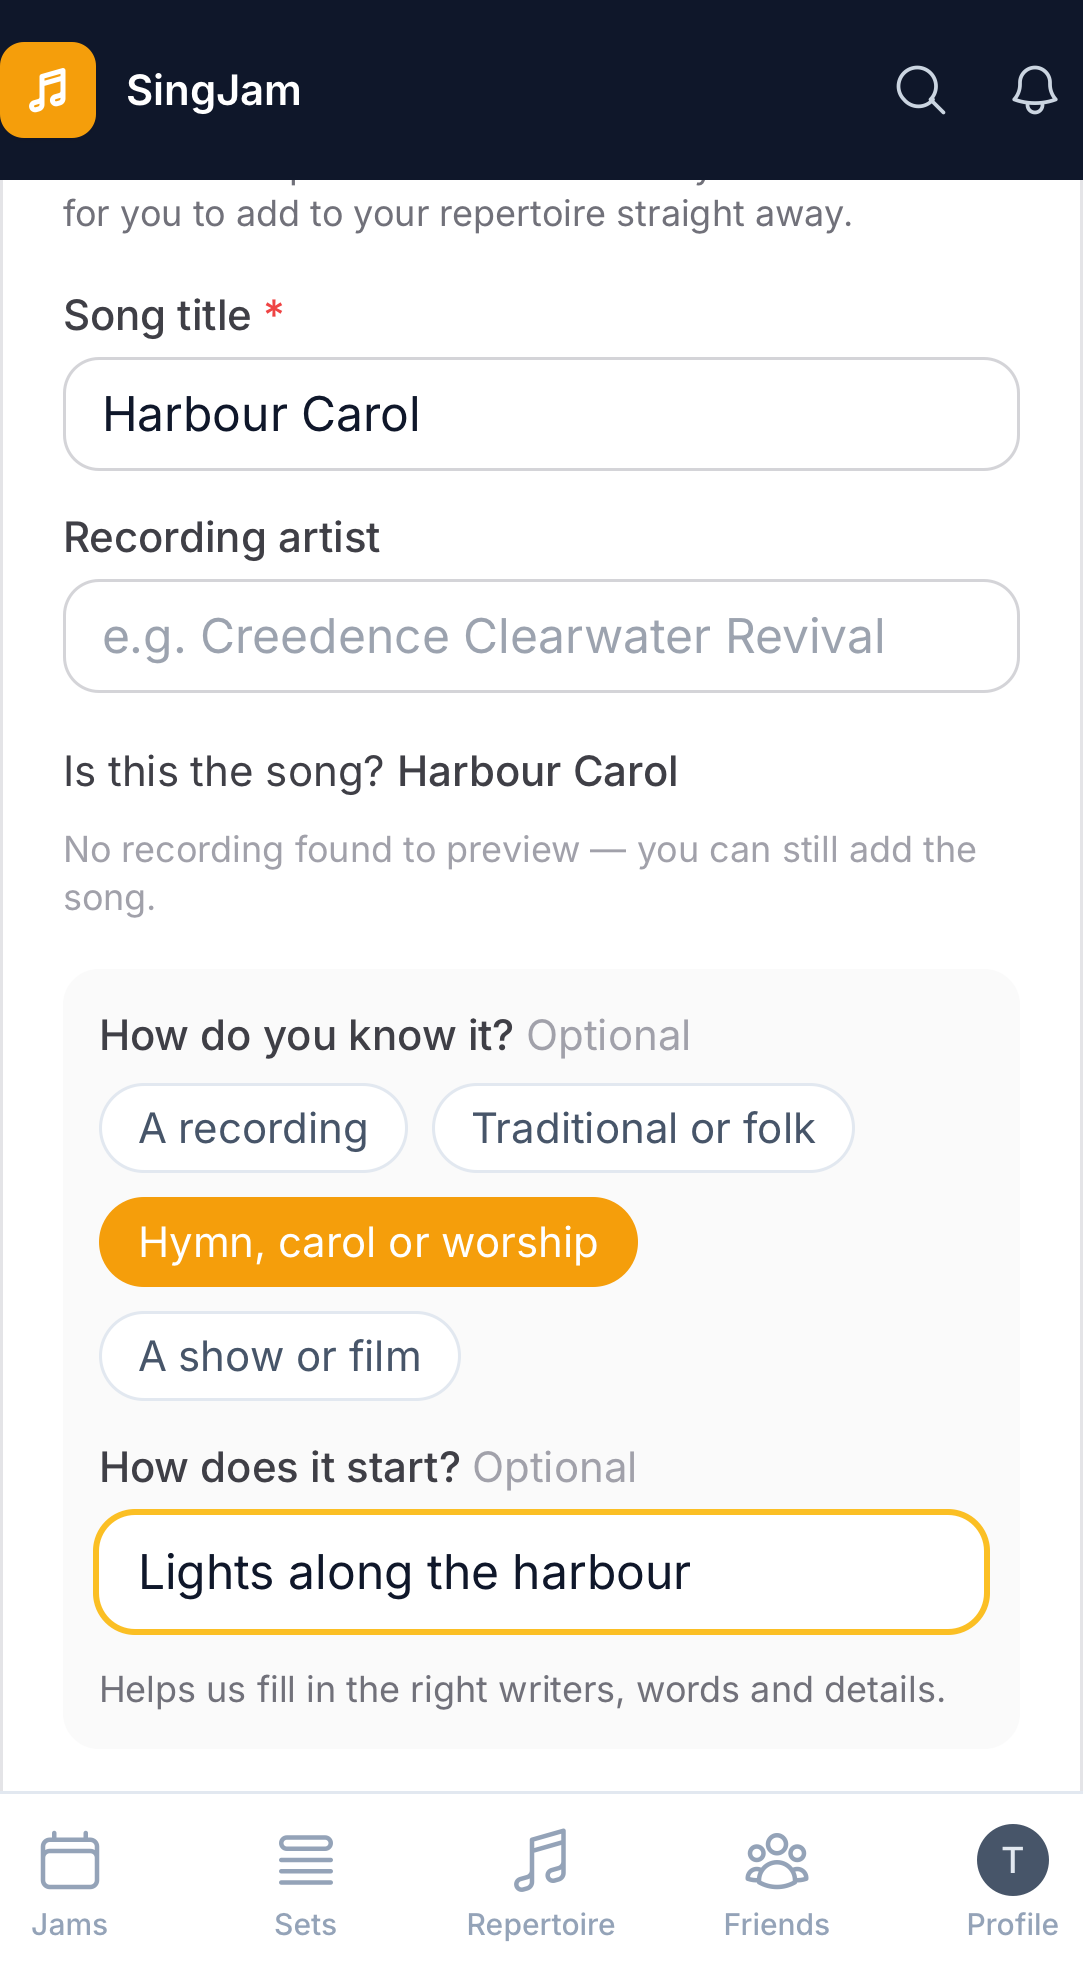 SingJam
for you to add to your repertoire straight away.
Song title *
Harbour Carol
Recording artist
e.g. Creedence Clearwater Revival
Is this the song? Harbour Carol
No recording found to preview — you can still add the
song.
How do you know it? Optional
A recording
Traditional or folk
Hymn, carol or worship
A show or film
How does it start? Optional
Lights along the harbour
Helps us fill in the right writers, words and details.
Jams
Sets
Repertoire
Friends
T
Profile